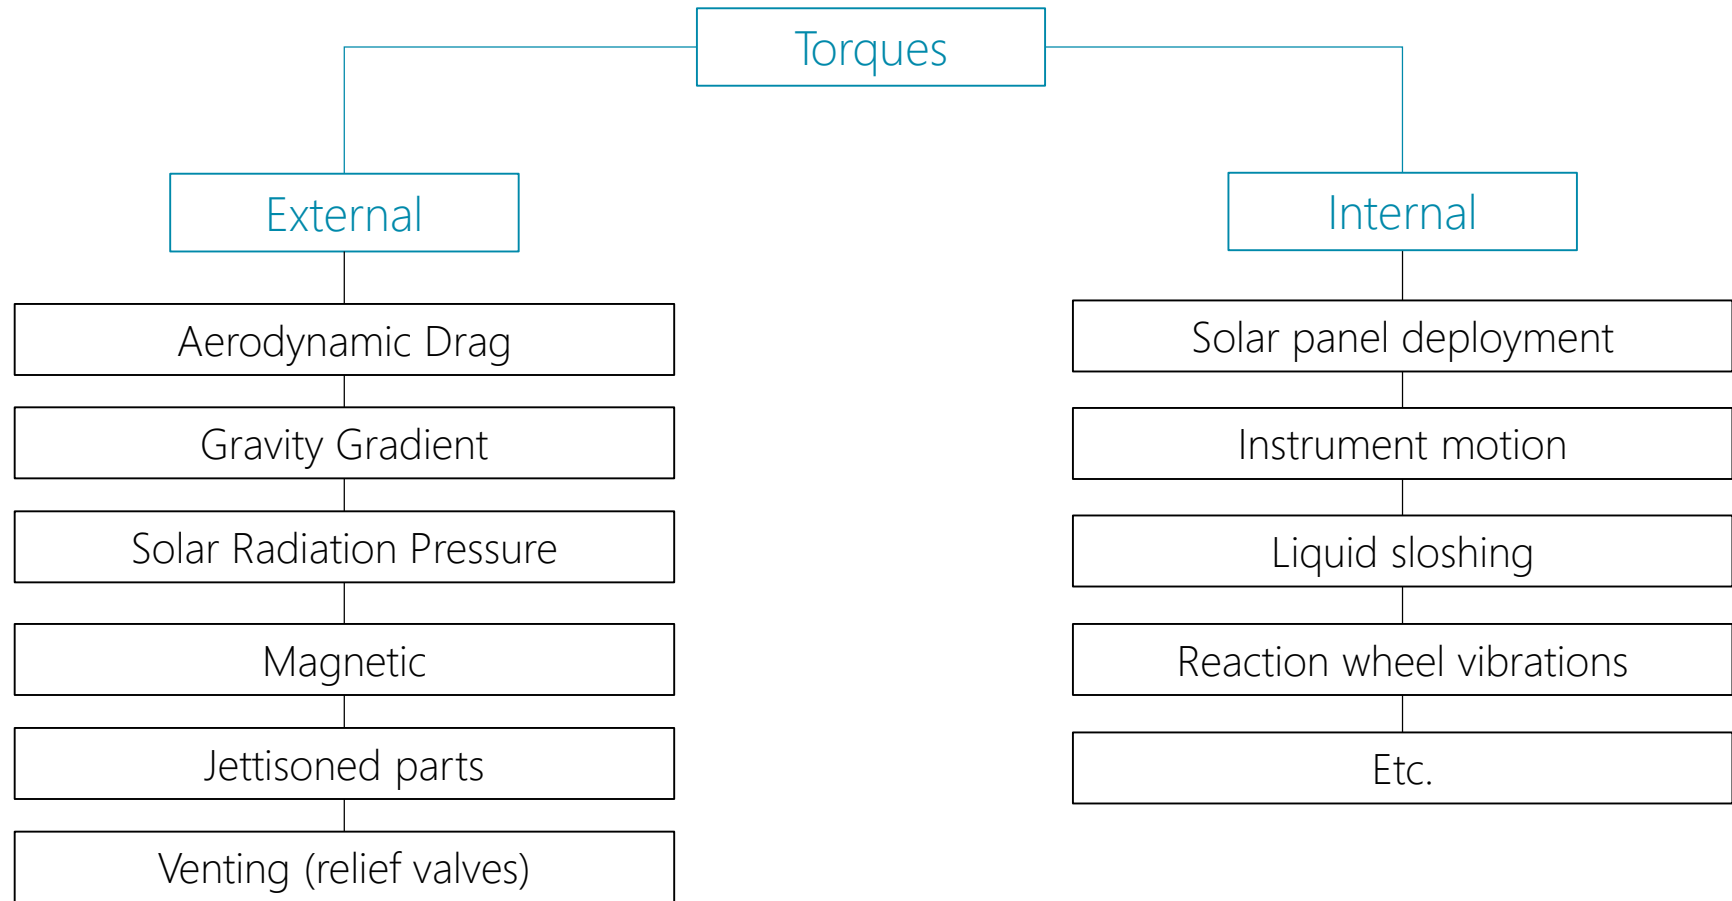 Torques
External
Internal
Aerodynamic Drag
Gravity Gradient
Solar Radiation Pressure
Magnetic
Jettisoned parts
Venting (relief valves)
Solar panel deployment
Instrument motion
Liquid sloshing
Reaction wheel vibrations
Etc.